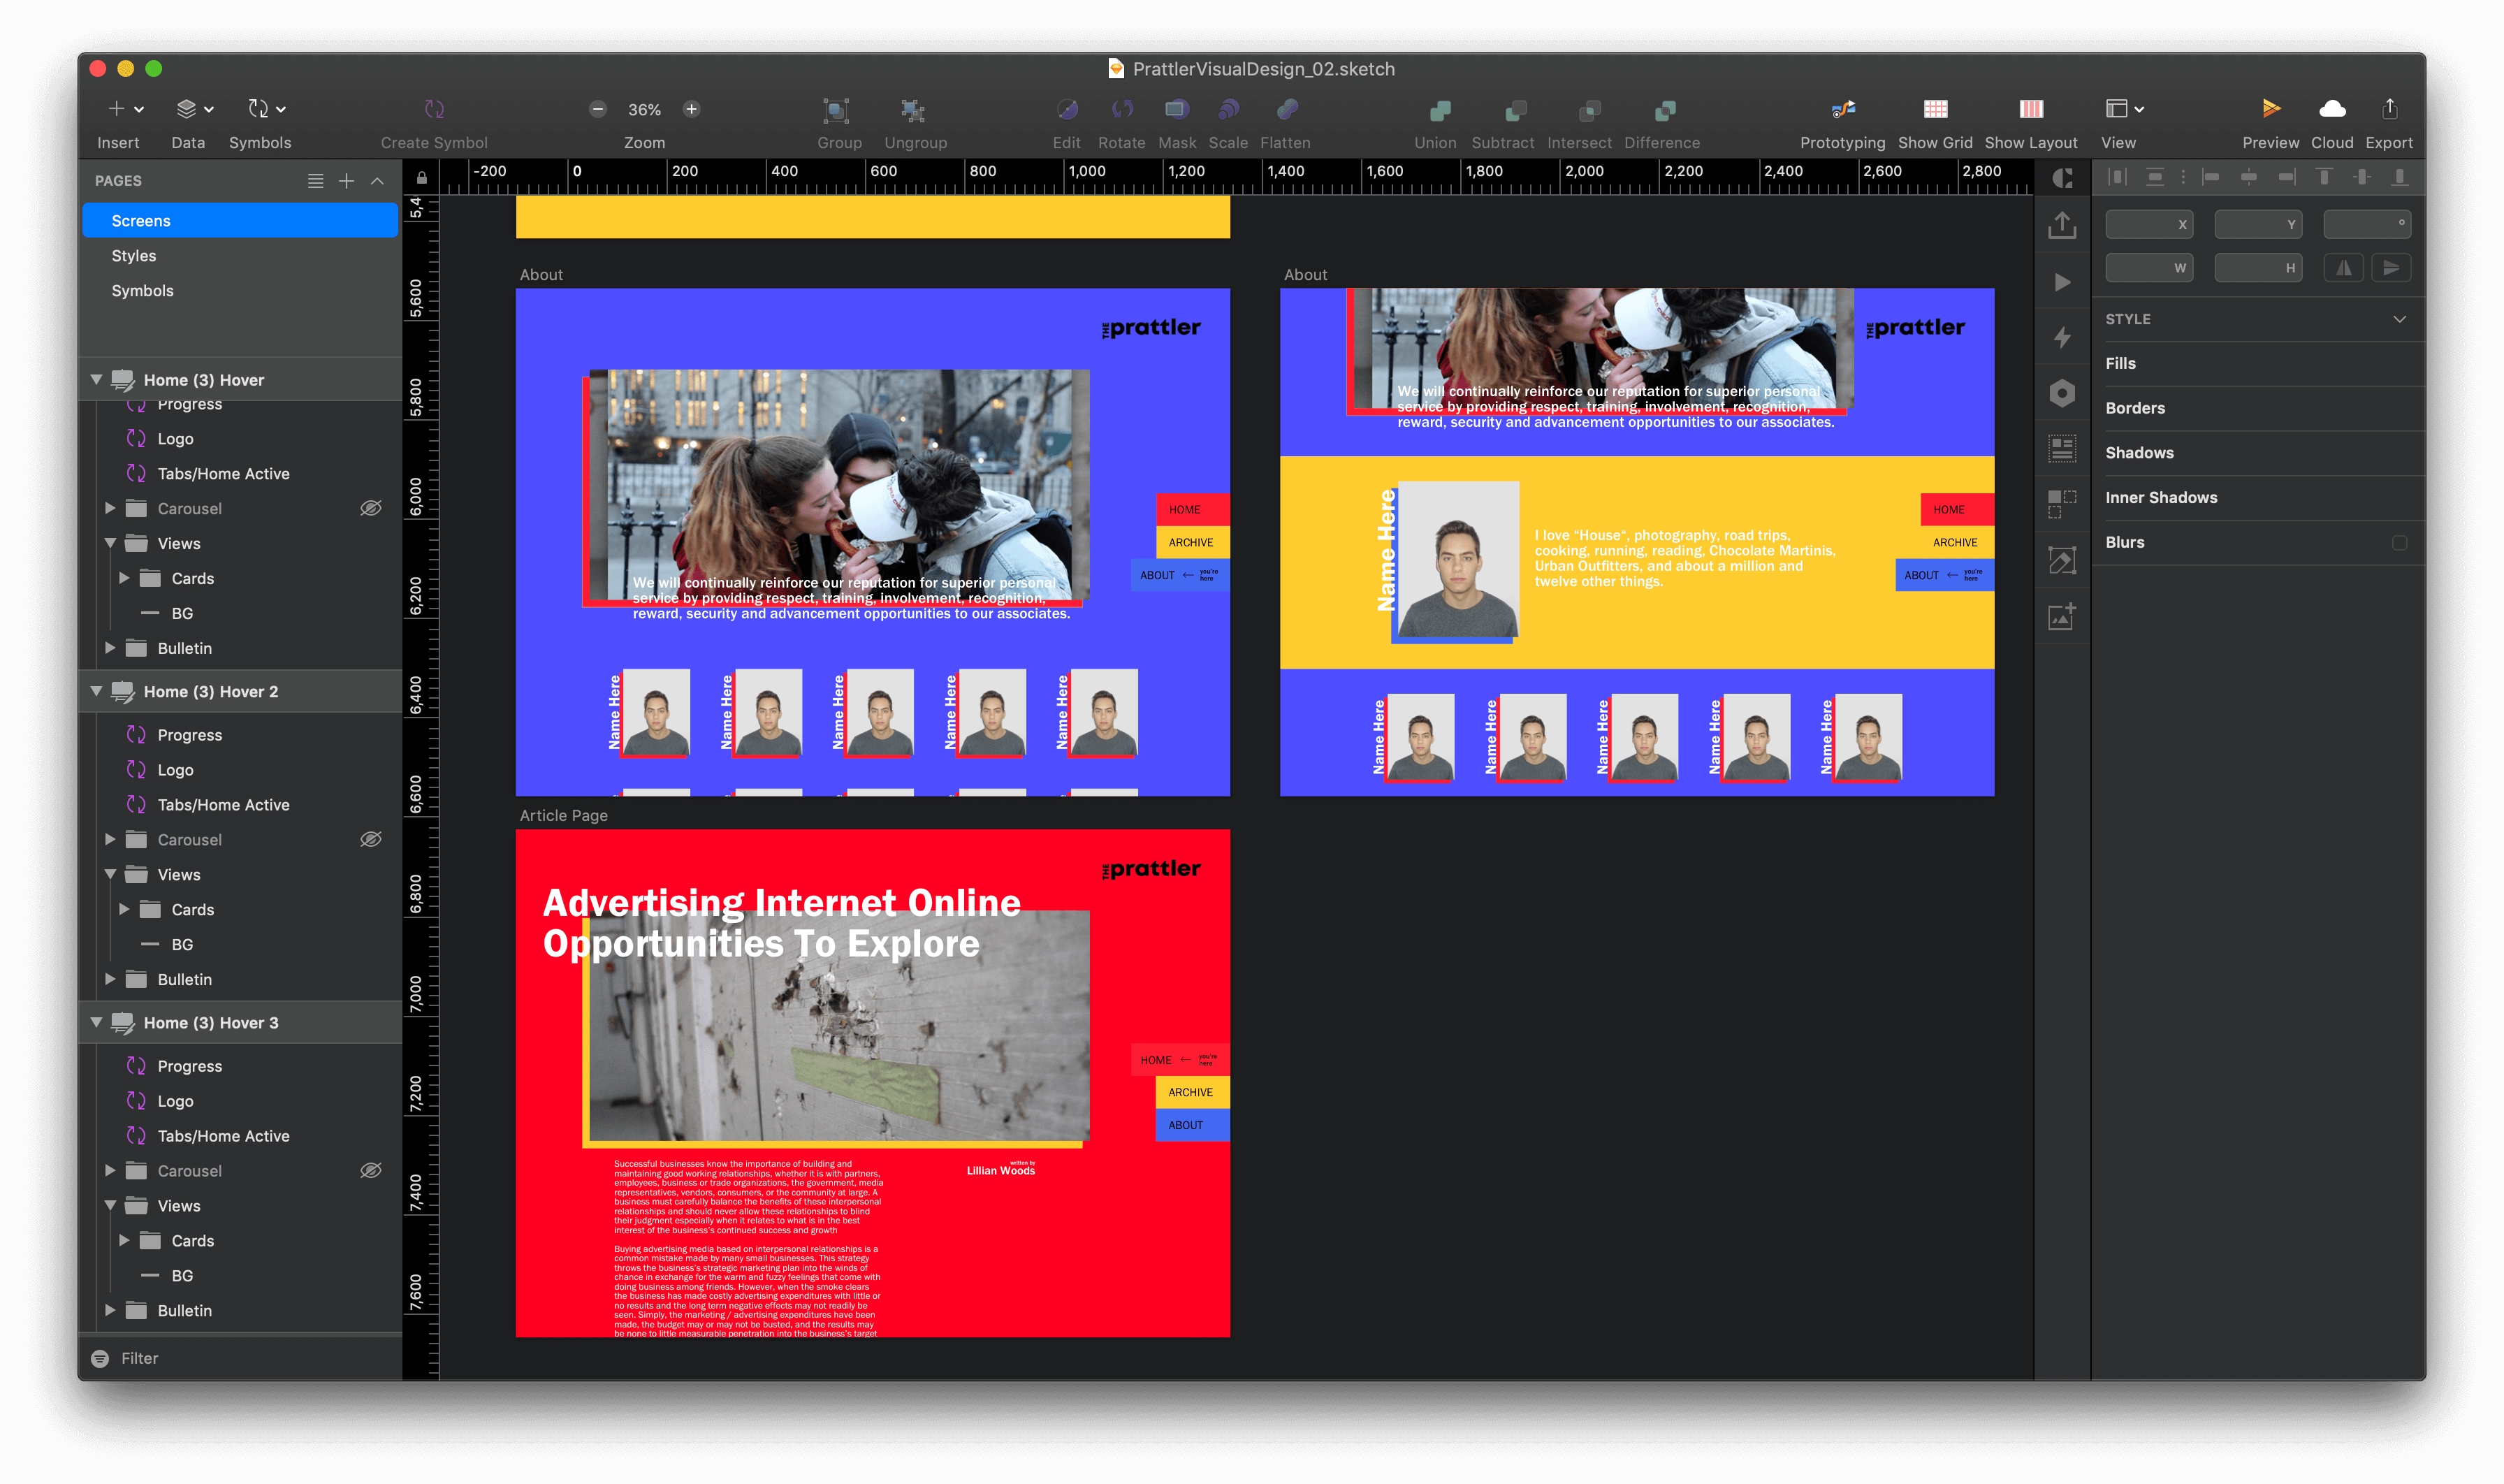 PrattlerVisualDesign_02.sketch
Insert
Data
Symbols
Create Symbol
36%
Zoom
Group
Ungroup
Edit
Rotate
Mask
Scale
Flatten
Union
Subtract
Intersect
Difference
Prototyping
Show Grid
Show Layout
View
Preview
Cloud
Export
PAGES
Screens
Styles
Symbols
Home (3) Hover
Progress
Logo
Tabs/Home Active
Carousel
Views
Cards
BG
Bulletin
Home (3) Hover 2
Progress
Logo
Tabs/Home Active
Carousel
Views
Cards
BG
Bulletin
Home (3) Hover 3
Progress
Logo
Tabs/Home Active
Carousel
Views
Cards
BG
Bulletin
Filter
-200 0 200 400 600 800 1,000 1,200 1,400 1,600 1,800 2,000 2,200 2,400 2,600 2,800
5,4
5,600
5,800
6,000
6,200
6,400
6,600
6,800
7,000
7,200
7,400
7,600
About
THE prattler
We will continually reinforce our reputation for superior personal
service by providing respect, training, involvement, recognition,
reward, security and advancement opportunities to our associates.
HOME
ARCHIVE
ABOUT ← you're
here
Name Here
Name Here
Name Here
Name Here
Name Here
About
THE prattler
We will continually reinforce our reputation for superior personal
service by providing respect, training, involvement, recognition,
reward, security and advancement opportunities to our associates.
Name Here
I love "House", photography, road trips,
cooking, running, reading, Chocolate Martinis,
Urban Outfitters, and about a million and
twelve other things.
HOME
ARCHIVE
ABOUT ← you're
here
Name Here
Name Here
Name Here
Name Here
Name Here
Article Page
THE prattler
Advertising Internet Online
Opportunities To Explore
HOME ← you're
here
ARCHIVE
ABOUT
Successful businesses know the importance of building and
maintaining good working relationships, whether it is with partners,
employees, business or trade organizations, the government, media
representatives, vendors, consumers, or the community at large. A
business must carefully balance the benefits of these interpersonal
relationships and should never allow these relationships to blind
their judgment especially when it relates to what is in the best
interest of the business's continued success and growth
Buying advertising media based on interpersonal relationships is a
common mistake made by many small businesses. This strategy
throws the business's strategic marketing plan into the winds of
chance in exchange for the warm and fuzzy feelings that come with
doing business among friends. However, when the smoke clears
the business has made costly advertising expenditures with little or
no results and the long term negative effects may not readily be
seen. Simply, the marketing / advertising expenditures have been
made, the budget may or may not be busted, and the results may
be none to little measurable penetration into the business's target
written by
Lillian Woods
X
Y
°
W
H
STYLE
Fills
Borders
Shadows
Inner Shadows
Blurs